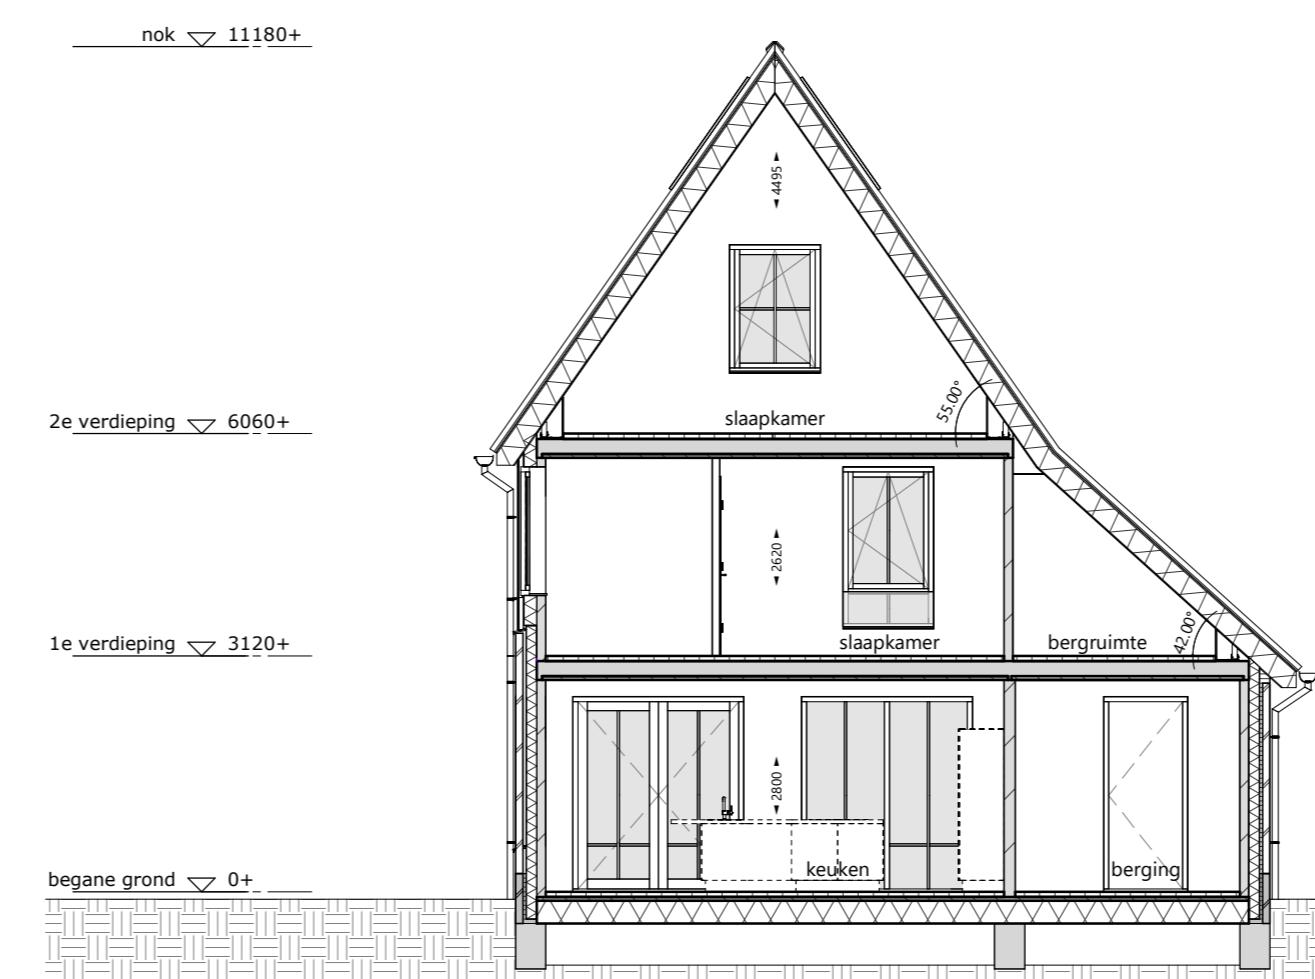 nok 11180+
4495
55.00°
slaapkamer
2e verdieping 6060+
2620
42.00°
slaapkamer
bergruimte
1e verdieping 3120+
2800
keuken
berging
begane grond 0+